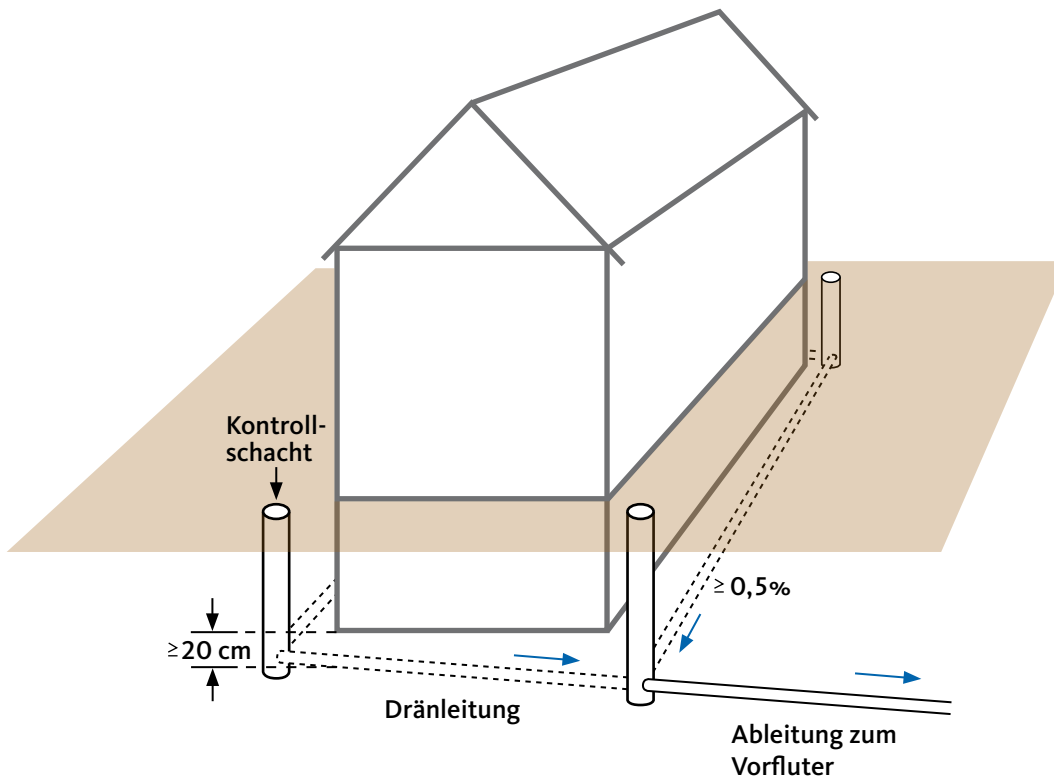 Kontroll-
schacht
≥ 0,5%
≥20 cm
Dränleitung
Ableitung zum
Vorfluter